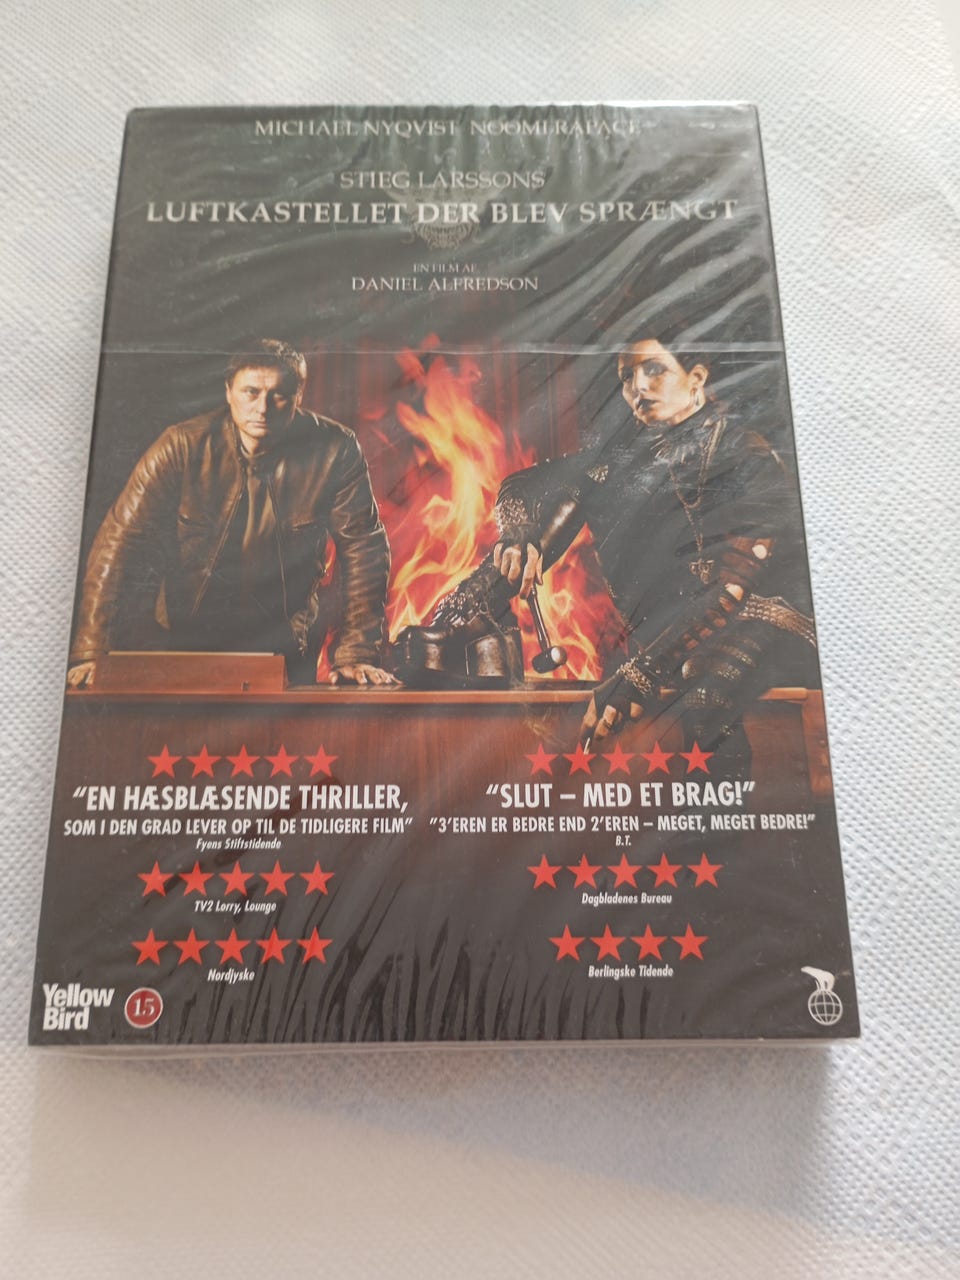 MICHAEL NYQVIST NOOMI RAPACE
STIEG LARSSONS
LUFTKASTELLET DER BLEV SPRÆNGT
EN FILM AF
DANIEL ALFREDSON
"EN HÆSBLÆSENDE THRILLER,
SOM I DEN GRAD LEVER OP TIL DE TIDLIGERE FILM"
Fyens Stiftstidende
TV2 Lorry, Lounge
Nordjyske
"SLUT – MED ET BRAG!"
"3'EREN ER BEDRE END 2'EREN – MEGET, MEGET BEDRE!"
B.T.
Dagbladenes Bureau
Berlingske Tidende
Yellow
Bird
15